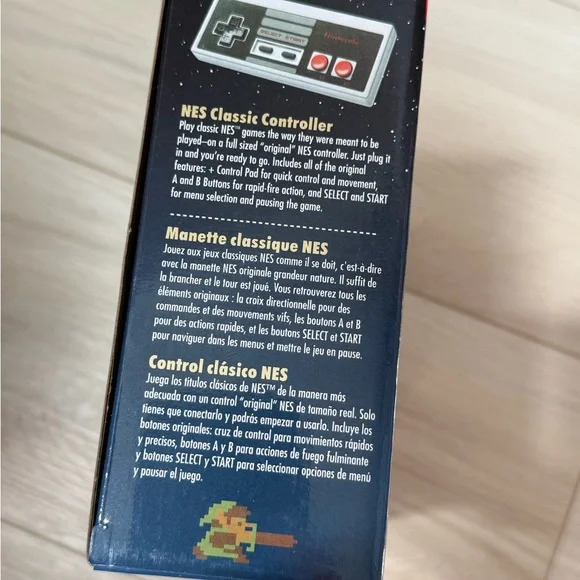 SELECT START
Nintendo
NES Classic Controller
Play classic NES™ games the way they were meant to be
played—on a full sized "original" NES controller. Just plug it
in and you're ready to go. Includes all of the original
features: + Control Pad for quick control and movement,
A and B Buttons for rapid-fire action, and SELECT and START
for menu selection and pausing the game.
Manette classique NES
Jouez aux jeux classiques NES comme il se doit, c'est-à-dire
avec la manette NES originale grandeur nature. Il suffit de
la brancher et le tour est joué. Vous retrouverez tous les
éléments originaux : la croix directionnelle pour des
commandes et des mouvements vifs, les boutons A et B
pour des actions rapides, et les boutons SELECT et START
pour naviguer dans les menus et mettre le jeu en pause.
Control clásico NES
Juega los títulos clásicos de NES™ de la manera más
adecuada con un control "original" NES de tamaño real. Solo
tienes que conectarlo y podrás empezar a usarlo. Incluye los
botones originales: cruz de control para movimientos rápidos
y precisos, botones A y B para acciones de fuego fulminante
y botones SELECT y START para seleccionar opciones de menú
y pausar el juego.